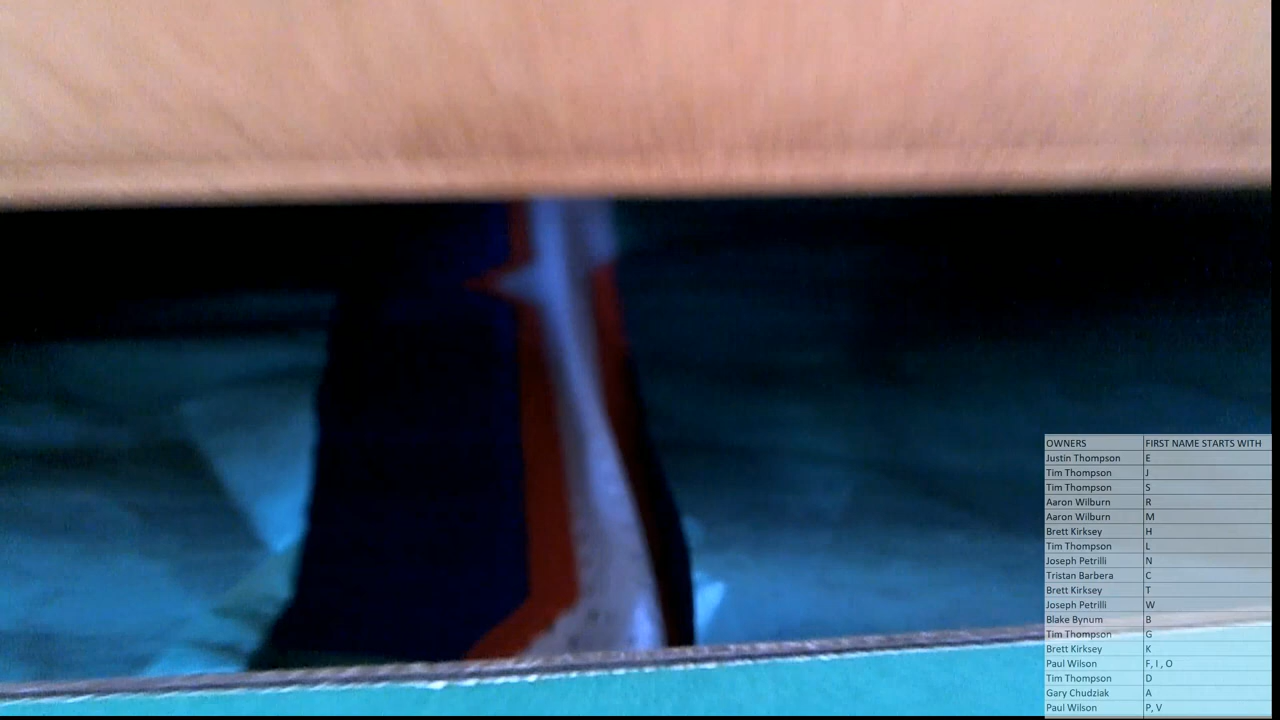 OWNERS FIRST NAME STARTS WITH
Justin Thompson E
Tim Thompson J
Tim Thompson S
Aaron Wilburn R
Aaron Wilburn M
Brett Kirksey H
Tim Thompson L
Joseph Petrilli N
Tristan Barbera C
Brett Kirksey T
Joseph Petrilli W
Blake Bynum B
Tim Thompson G
Brett Kirksey K
Paul Wilson F, I , O
Tim Thompson D
Gary Chudziak A
Paul Wilson P, V